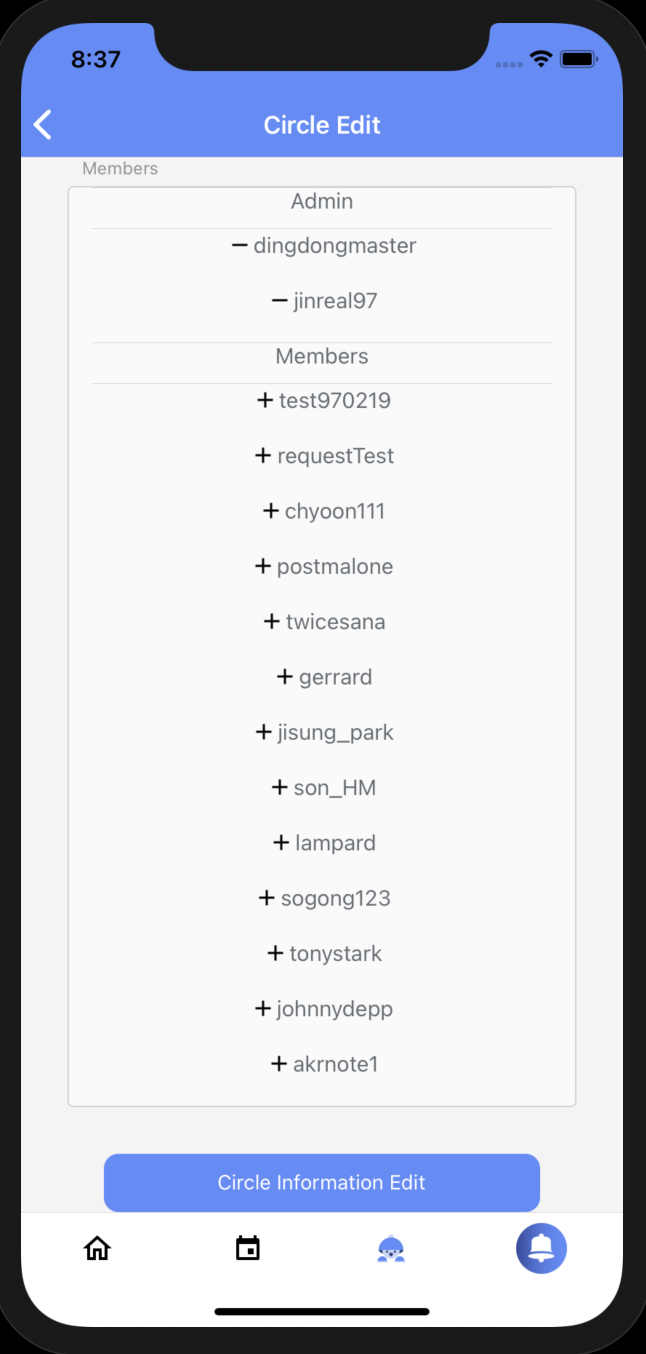 8:37
Circle Edit
Members
Admin
− dingdongmaster
− jinreal97
Members
+ test970219
+ requestTest
+ chyoon111
+ postmalone
+ twicesana
+ gerrard
+ jisung_park
+ son_HM
+ lampard
+ sogong123
+ tonystark
+ johnnydepp
+ akrnote1
Circle Information Edit